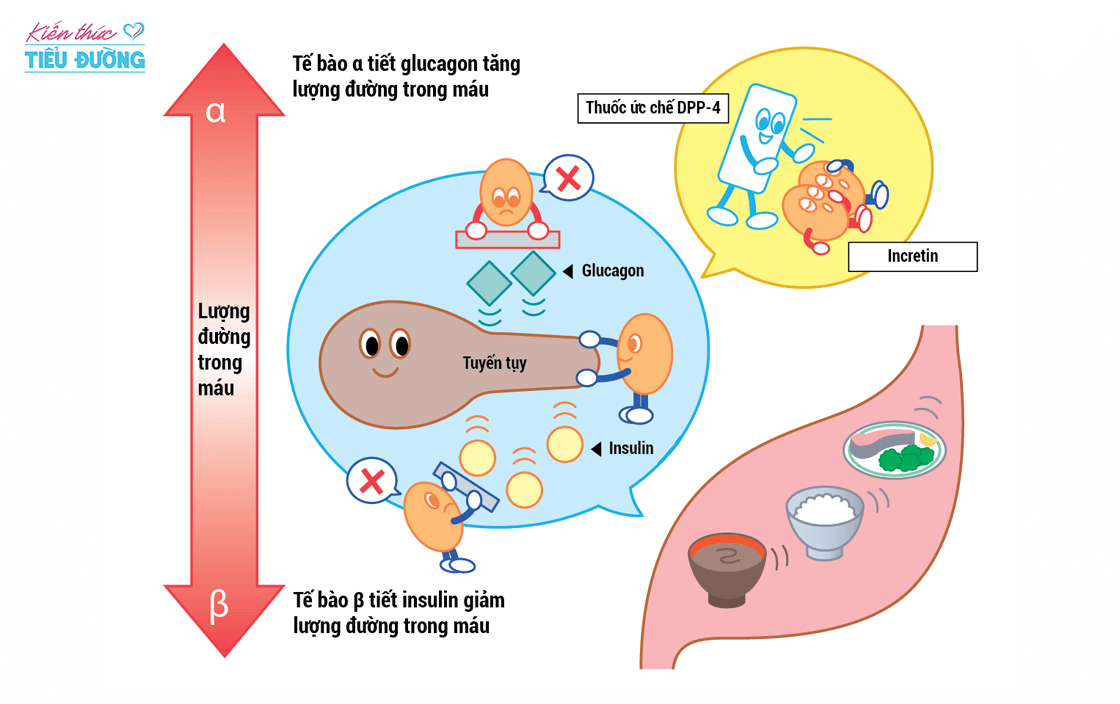 Kiến thức
TIỂU ĐƯỜNG
α
Tế bào α tiết glucagon tăng
lượng đường trong máu
Thuốc ức chế DPP-4
Incretin
Glucagon
Lượng
đường
trong
máu
Tuyến tụy
Insulin
β
Tế bào β tiết insulin giảm
lượng đường trong máu